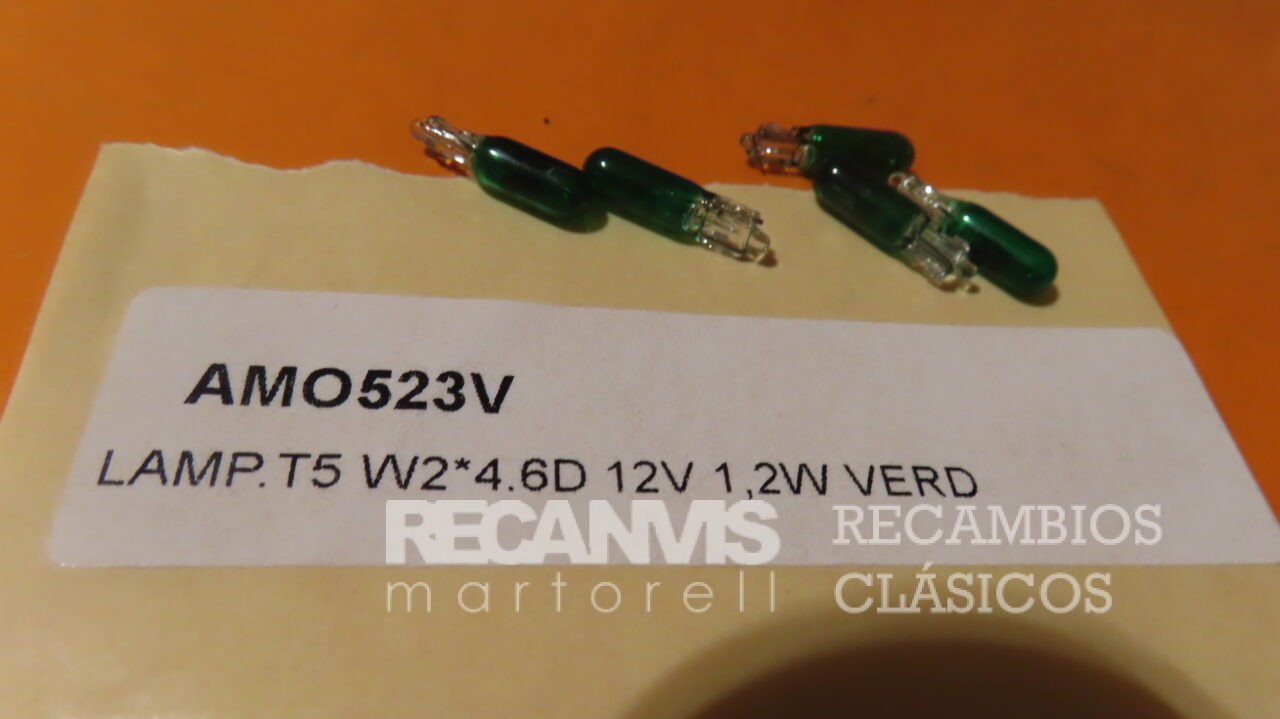 AMO523V
LAMP.T5 W2*4.6D 12V 1,2W VERD
RECANVIS
martorell
RECAMBIOS
CLÁSICOS